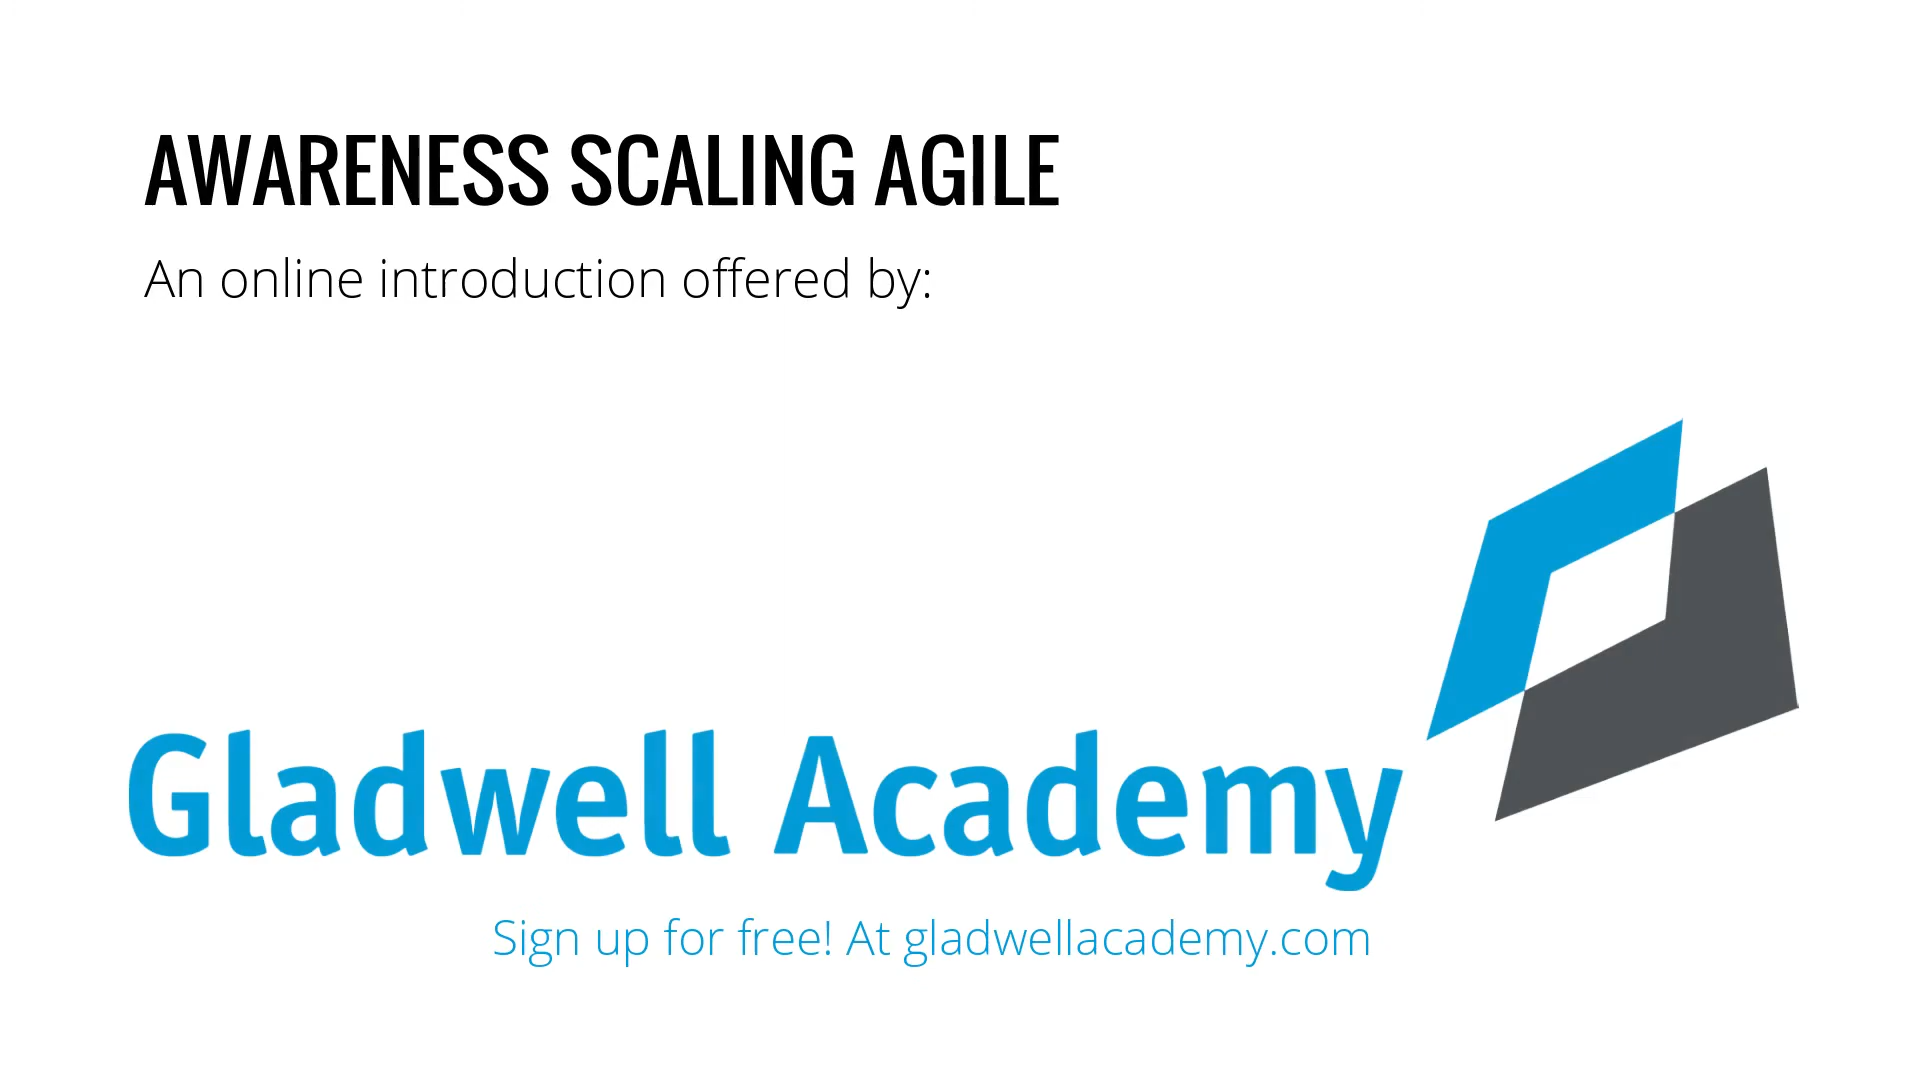 AWARENESS SCALING AGILE
An online introduction offered by:
Gladwell Academy
Sign up for free! At gladwellacademy.com